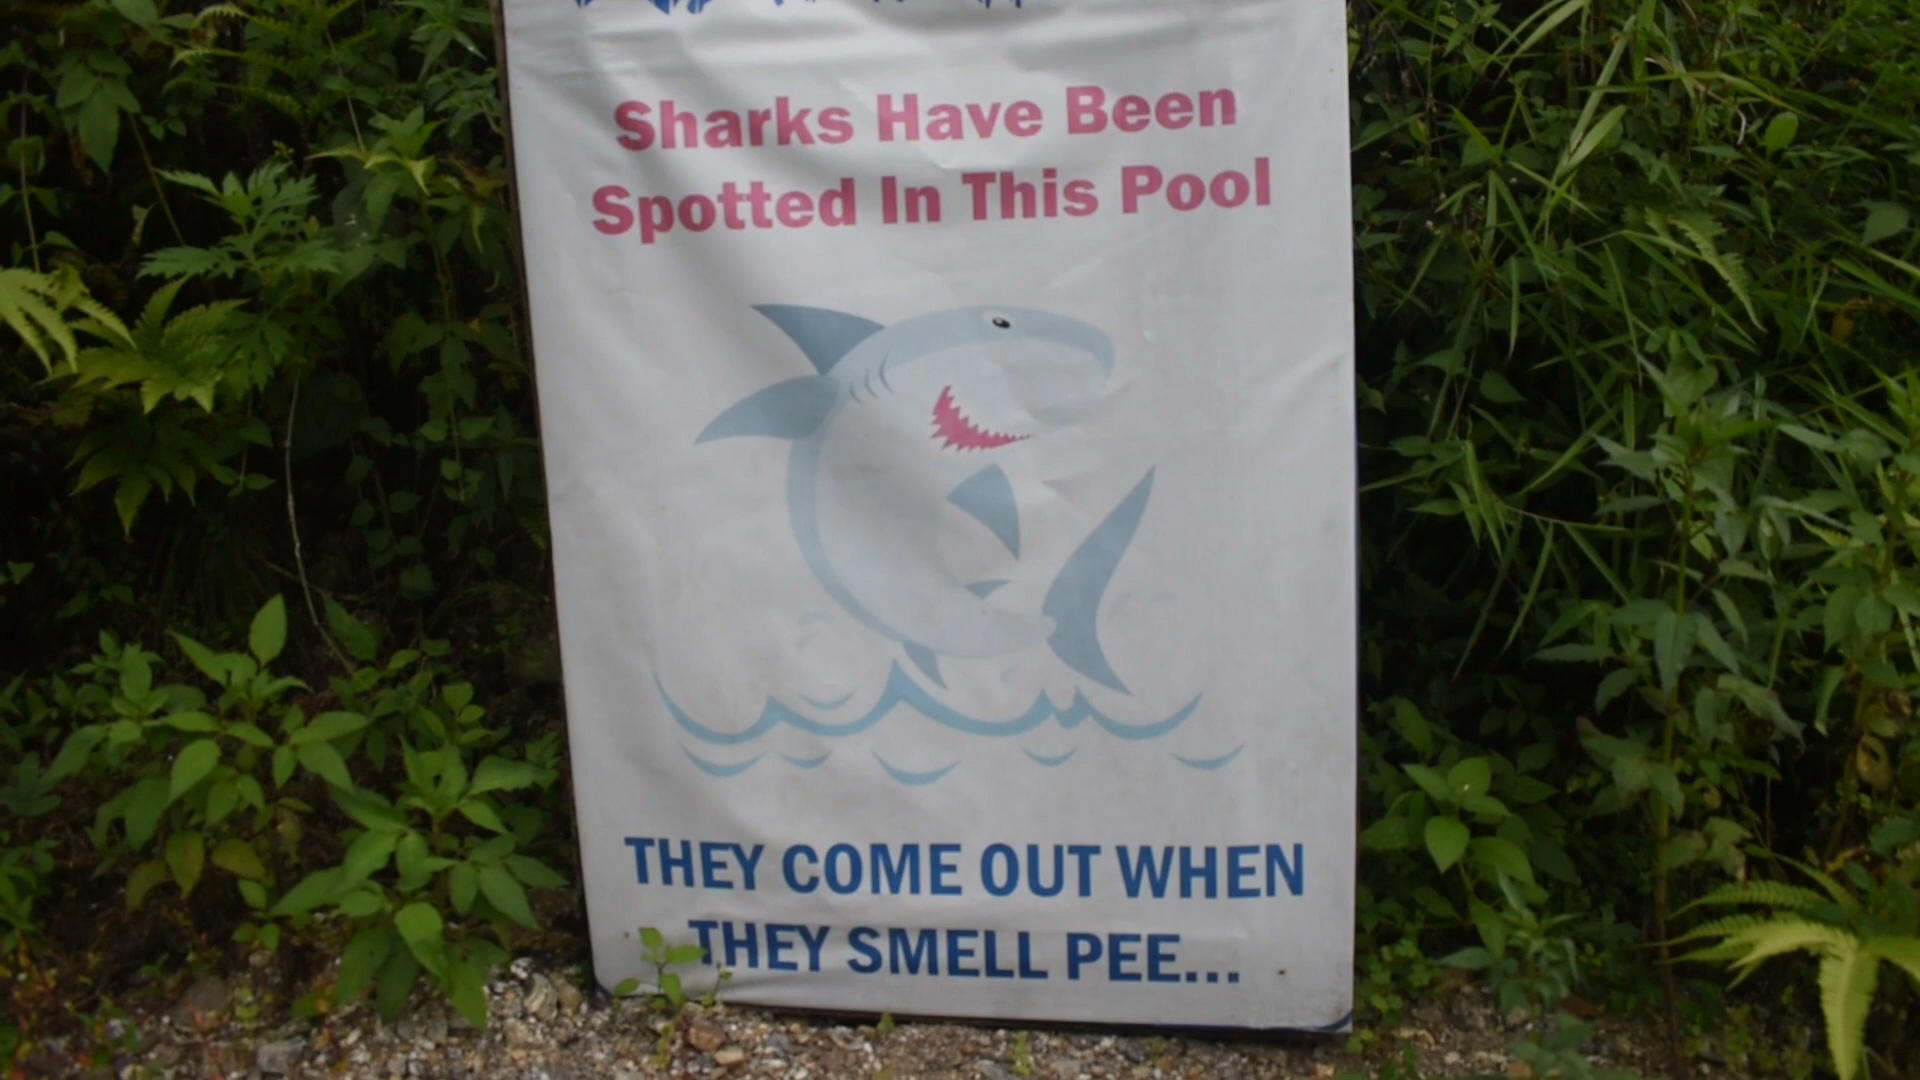 Sharks Have Been
Spotted In This Pool
THEY COME OUT WHEN
THEY SMELL PEE...